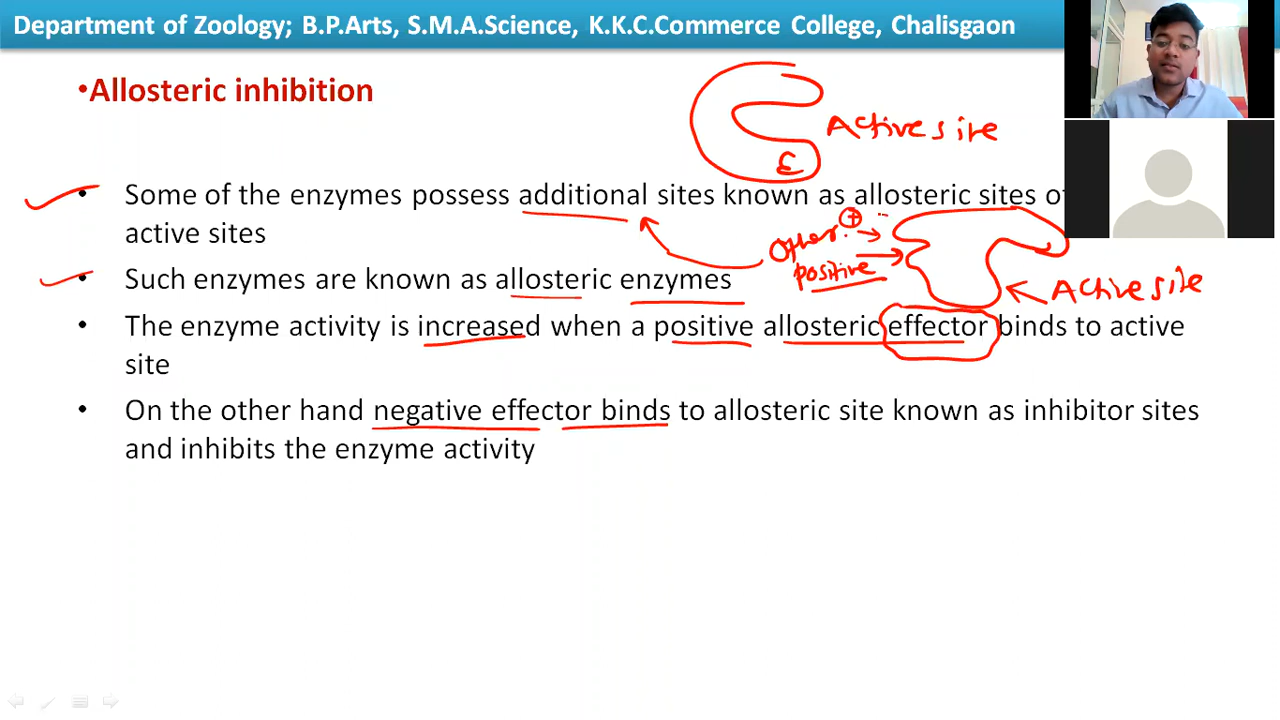 Department of Zoology; B.P.Arts, S.M.A.Science, K.K.C.Commerce College, Chalisgaon
•Allosteric inhibition
Active site
E
• Some of the enzymes possess additional sites known as allosteric sites
active sites
Other
positive
Active site
• Such enzymes are known as allosteric enzymes
• The enzyme activity is increased when a positive allosteric effector binds to active
site
• On the other hand negative effector binds to allosteric site known as inhibitor sites
and inhibits the enzyme activity